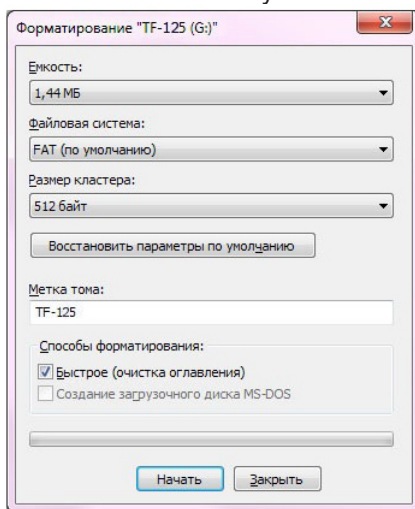 Форматирование "TF-125 (G:)"
Емкость:
1,44 МБ
Файловая система:
FAT (по умолчанию)
Размер кластера:
512 байт
Восстановить параметры по умолчанию
Метка тома:
TF-125
Способы форматирования:
Быстрое (очистка оглавления)
Создание загрузочного диска MS-DOS
Начать Закрыть